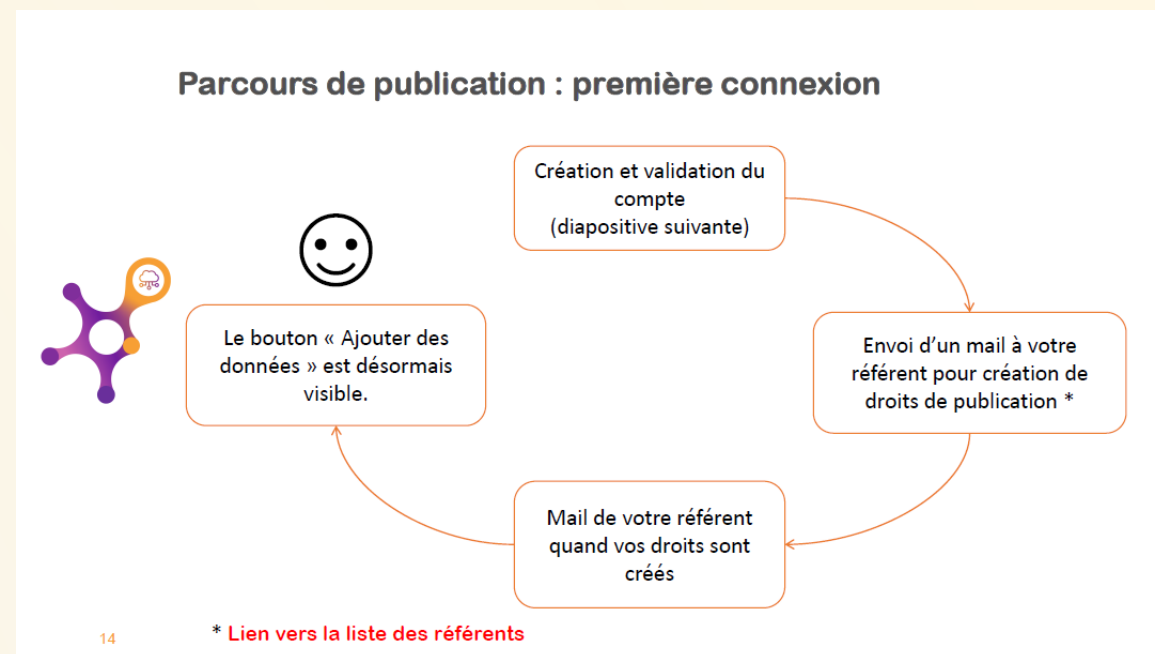 Parcours de publication : première connexion
Création et validation du
compte
(diapositive suivante)
Envoi d’un mail à votre
référent pour création de
droits de publication *
Mail de votre référent
quand vos droits sont
créés
Le bouton « Ajouter des
données » est désormais
visible.
* Lien vers la liste des référents
14